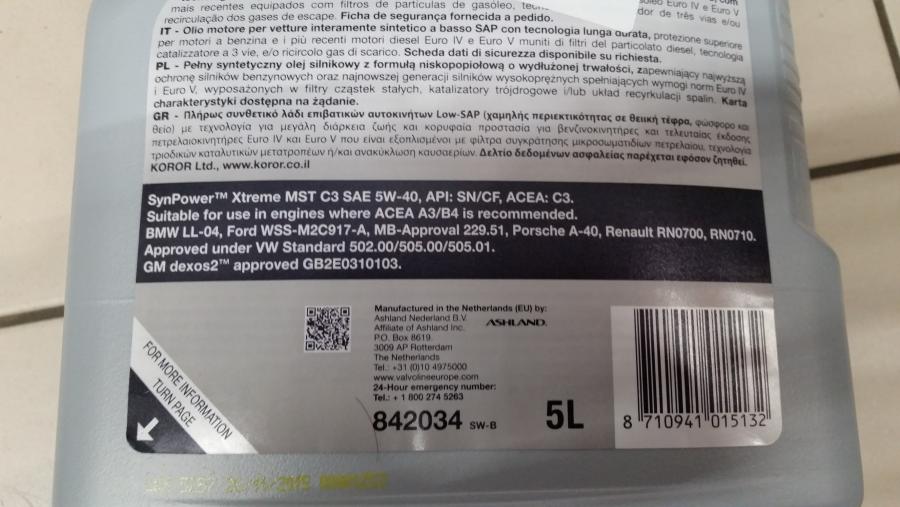 mais recentes equipados com filtros de partículas de gasóleo,
recirculação dos gases de escape. Ficha de segurança fornecida a pedido. dor de três vias e/ou
IT - Olio motore per vetture interamente sintetico a basso SAP con tecnologia lunga durata, protezione superiore
per motori a benzina e i più recenti motori diesel Euro IV e Euro V muniti di filtri del particolato diesel, tecnologia
catalizzatore a 3 vie, e/o ricircolo gas di scarico. Scheda dati di sicurezza disponibile su richiesta.
PL - Pełny syntetyczny olej silnikowy z formułą niskopopiołową o wydłużonej trwałości, zapewniający najwyższą
ochronę silników benzynowych oraz najnowszej generacji silników wysokoprężnych spełniających wymogi norm Euro IV
i Euro V, wyposażonych w filtry cząstek stałych, katalizatory trójdrogowe i/lub układ recyrkulacji spalin. Karta
charakterystyki dostępna na żądanie.
GR - Πλήρως συνθετικό λάδι επιβατικών αυτοκινήτων Low-SAP (χαμηλής περιεκτικότητας σε θειική τέφρα, φώσφορο και
θείο) με τεχνολογία για μεγάλη διάρκεια ζωής και κορυφαία προστασία για βενζινοκινητήρες και τελευταίας έκδοσης
πετρελαιοκινητήρες Euro IV και Euro V που είναι εξοπλισμένοι με φίλτρα συγκράτησης μικροσωματιδίων πετρελαίου, τεχνολογία
τριοδικών καταλυτικών μετατροπέων ή/και ανακύκλωση καυσαερίων. Δελτίο δεδομένων ασφαλείας παρέχεται εφόσον ζητηθεί.
KOROR Ltd., www.koror.co.il
SynPower™ Xtreme MST C3 SAE 5W-40, API: SN/CF, ACEA: C3.
Suitable for use in engines where ACEA A3/B4 is recommended.
BMW LL-04, Ford WSS-M2C917-A, MB-Approval 229.51, Porsche A-40, Renault RN0700, RN0710.
Approved under VW Standard 502.00/505.00/505.01.
GM dexos2™ approved GB2E0310103.
Manufactured in the Netherlands (EU) by:
Ashland Nederland B.V.
Affiliate of Ashland Inc.
P.O. Box 8619
3009 AP Rotterdam
The Netherlands
Tel.: +31 (0)10 4975000
www.valvolineeurope.com
24-Hour emergency number:
Tel.: + 1 800 274 5263
ASHLAND.
842034 SW-B
5L
8 710941 015132
FOR MORE INFORMATION
TURN PAGE